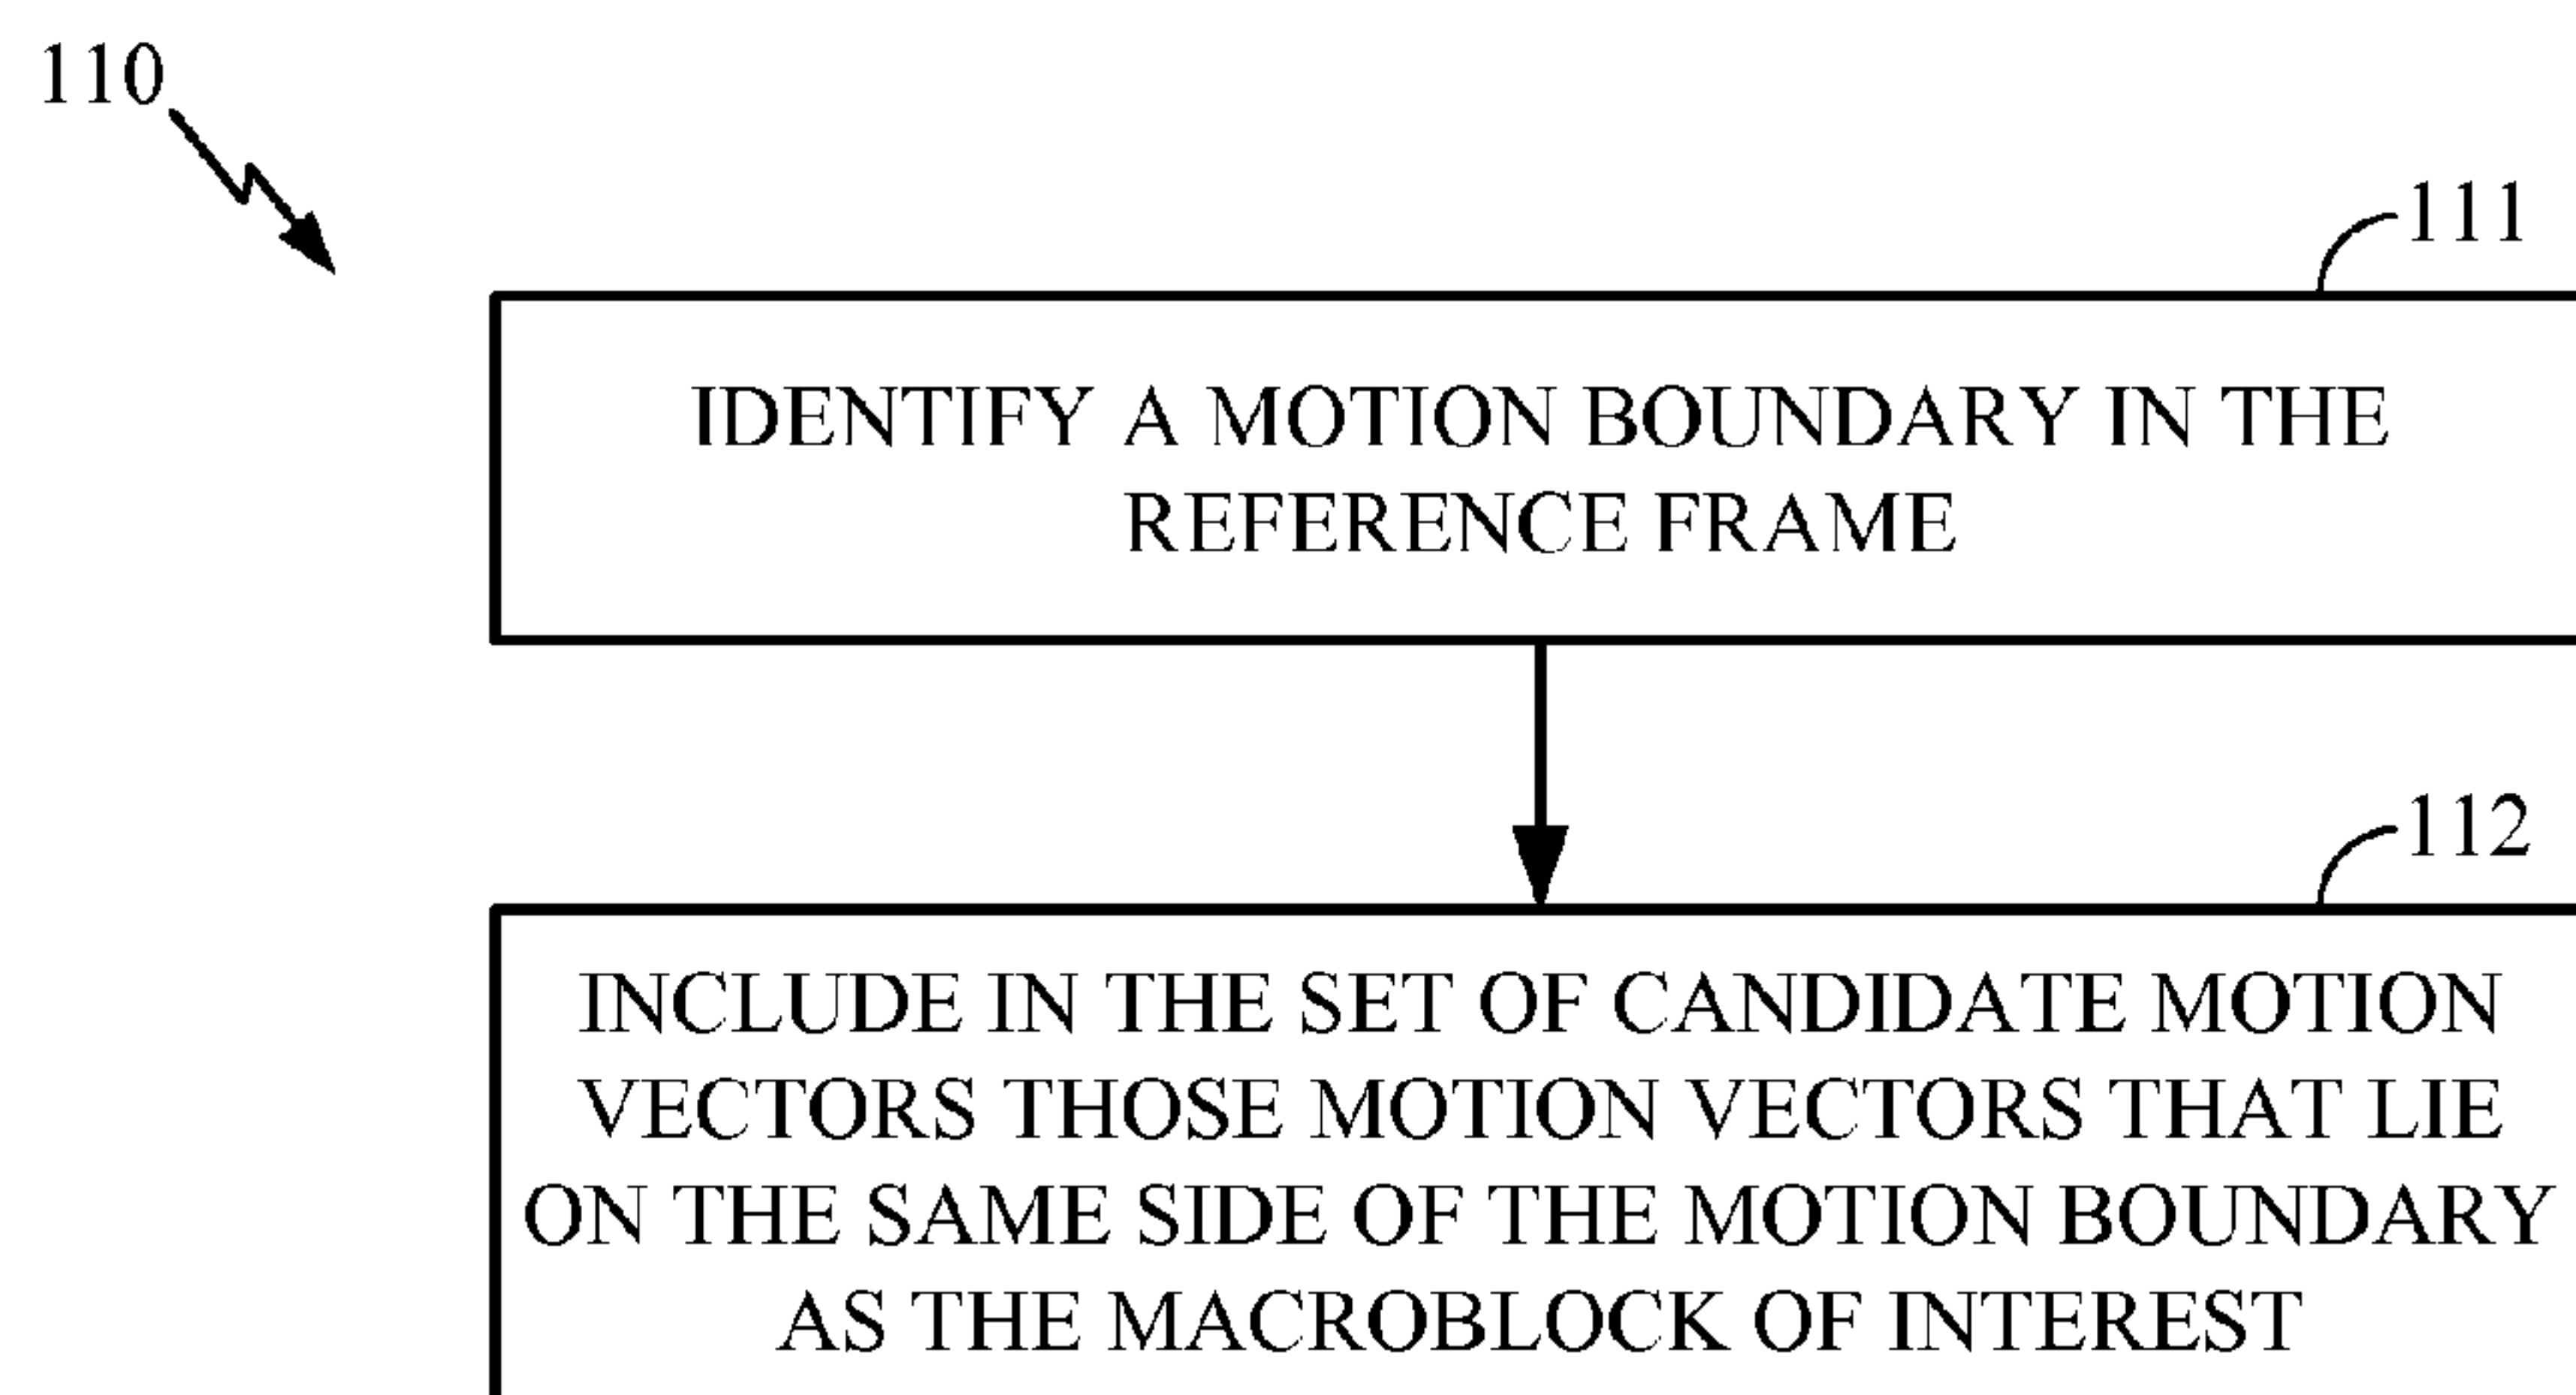 110
111
IDENTIFY A MOTION BOUNDARY IN THE
REFERENCE FRAME
112
INCLUDE IN THE SET OF CANDIDATE MOTION
VECTORS THOSE MOTION VECTORS THAT LIE
ON THE SAME SIDE OF THE MOTION BOUNDARY
AS THE MACROBLOCK OF INTEREST